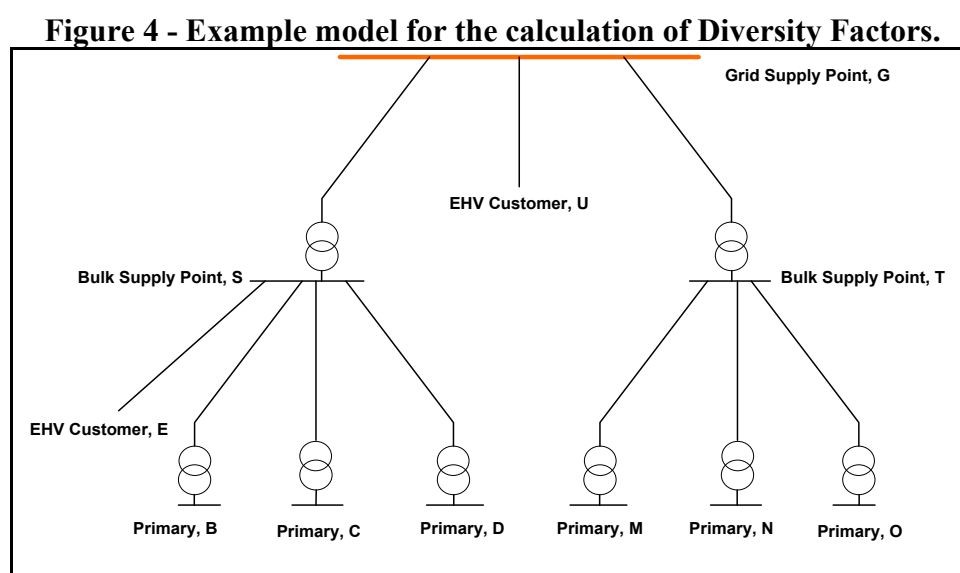 Figure 4 - Example model for the calculation of Diversity Factors.
Grid Supply Point, G
EHV Customer, U
Bulk Supply Point, S
Bulk Supply Point, T
EHV Customer, E
Primary, B
Primary, C
Primary, D
Primary, M
Primary, N
Primary, O